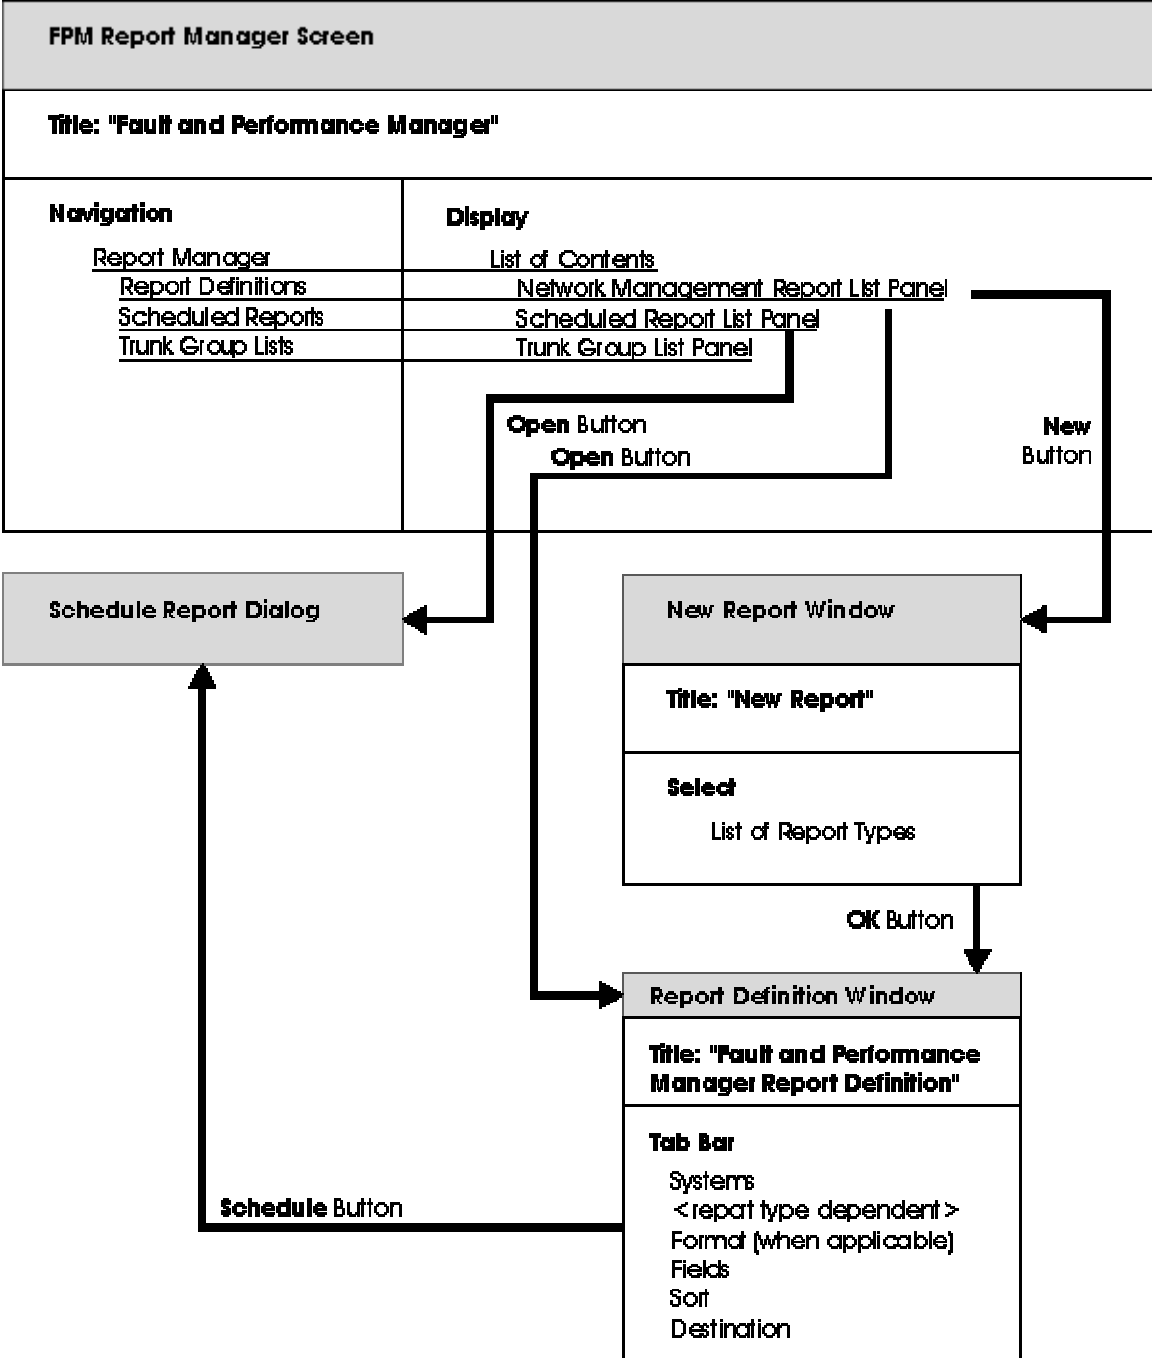 FPM Report Manager Screen
Title: "Fault and Performance Manager"
Navigation
Report Manager
Report Definitions
Scheduled Reports
Trunk Group Lists
Display
List of Contents
Network Management Report List Panel
Scheduled Report List Panel
Trunk Group List Panel
Open Button
Open Button
New
Button
Schedule Report Dialog
New Report Window
Title: "New Report"
Select
List of Report Types
OK Button
Report Definition Window
Title: "Fault and Performance
Manager Report Definition"
Tab Bar
Systems
<report type dependent>
Format (when applicable)
Fields
Sort
Destination
Schedule Button